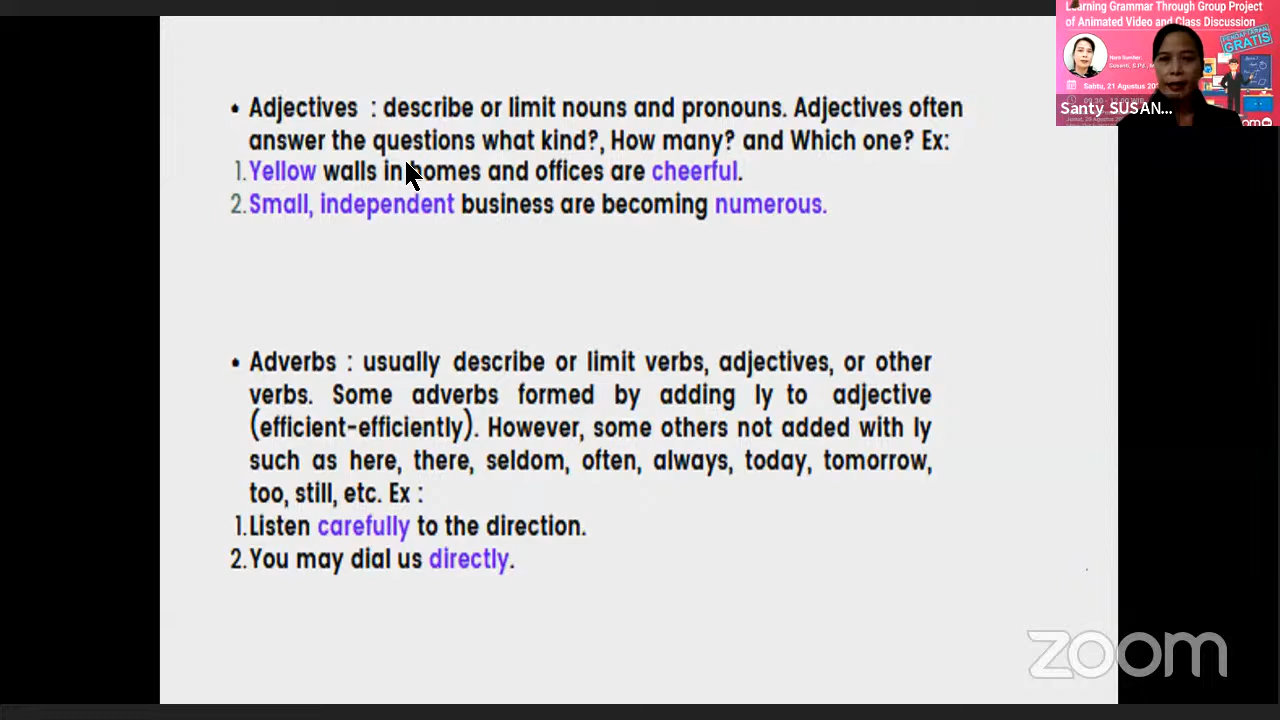 Learning Grammar Through Group Project
of Animated Video and Class Discussion
PENDAFTARAN
GRATIS
Sabtu, 21 Agustus
Santy SUSAN...
• Adjectives : describe or limit nouns and pronouns. Adjectives often
answer the questions what kind?, How many? and Which one? Ex:
1. Yellow walls in homes and offices are cheerful.
2. Small, independent business are becoming numerous.
• Adverbs : usually describe or limit verbs, adjectives, or other
verbs. Some adverbs formed by adding ly to adjective
(efficient-efficiently). However, some others not added with ly
such as here, there, seldom, often, always, today, tomorrow,
too, still, etc. Ex :
1. Listen carefully to the direction.
2. You may dial us directly.
zoom